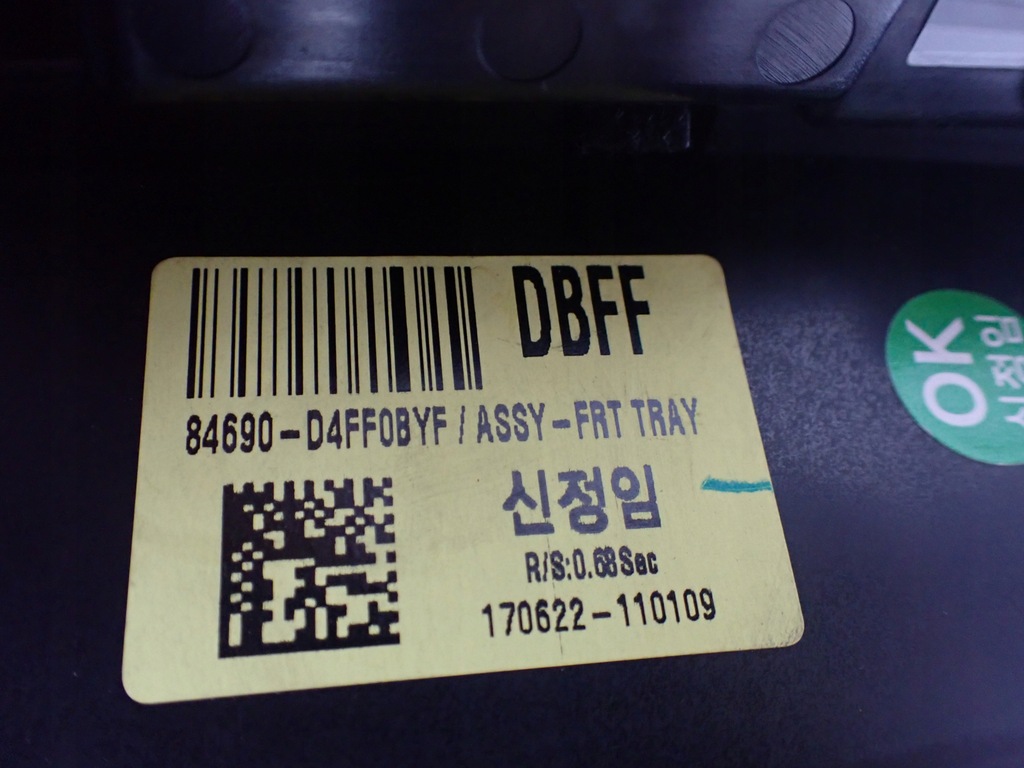 DBFF
84690-D4FF0BYF / ASSY-FRT TRAY
신정임
R/S:0.68Sec
170622-110109
OK
신정임